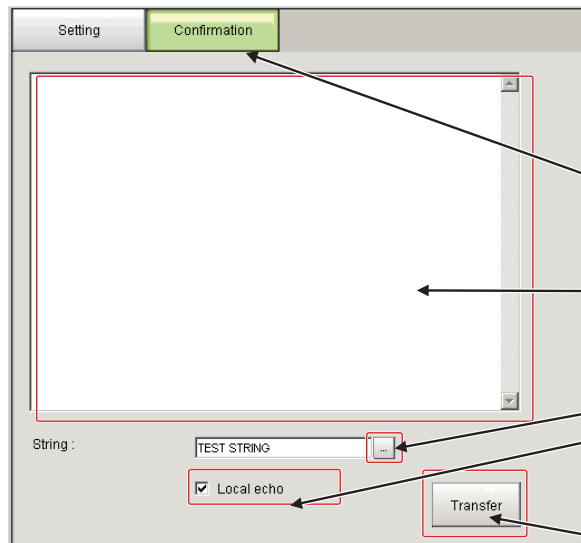 Setting
Confirmation
String :
TEST STRING
...
Local echo
Transfer